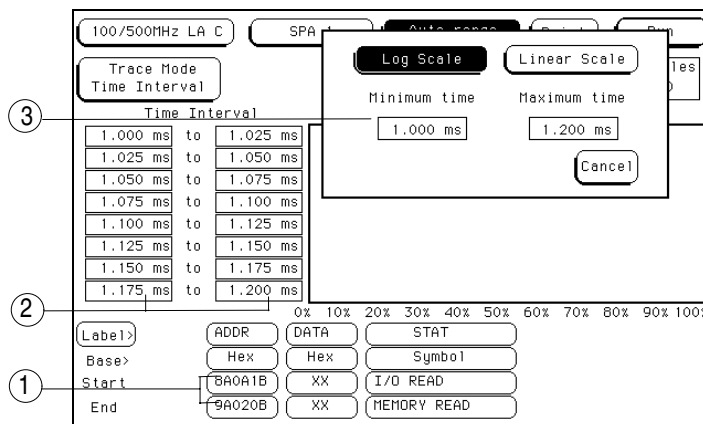 100/500MHz LA C
SPA 1
Auto range
Print
Run
Trace Mode
Time Interval
Log Scale
Linear Scale
Minimum time
Maximum time
1.000 ms
1.200 ms
Cancel
3
Time Interval
1.000 ms to 1.025 ms
1.025 ms to 1.050 ms
1.050 ms to 1.075 ms
1.075 ms to 1.100 ms
1.100 ms to 1.125 ms
1.125 ms to 1.150 ms
1.150 ms to 1.175 ms
1.175 ms to 1.200 ms
2
0% 10% 20% 30% 40% 50% 60% 70% 80% 90% 100%
Label> ADDR DATA STAT
Base> Hex Hex Symbol
1
Start 8A0A1B XX I/O READ
End 9A020B XX MEMORY READ